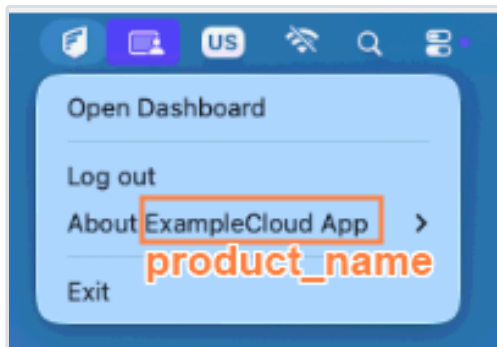 US
Open Dashboard
Log out
About ExampleCloud App
product_name
Exit